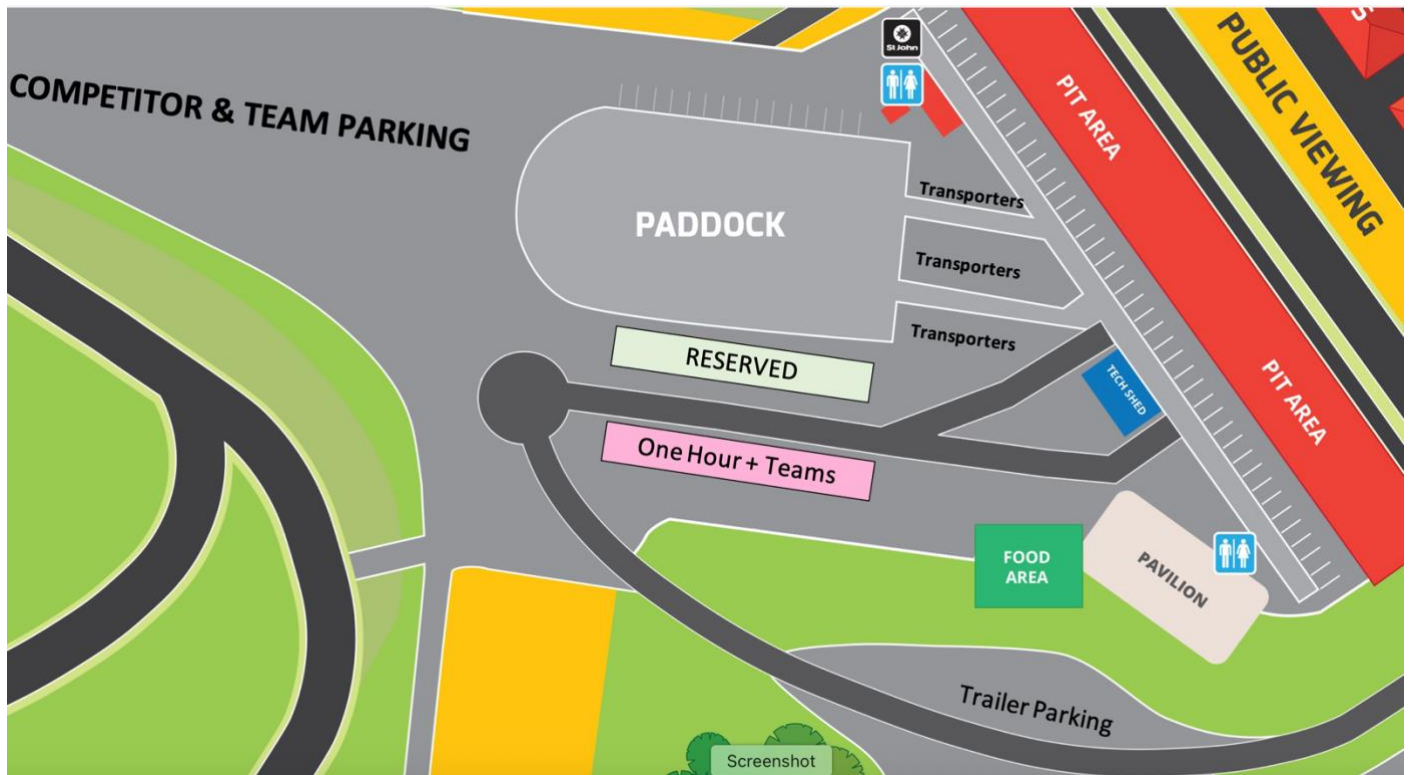 S
St John
PUBLIC VIEWING
PIT AREA
COMPETITOR & TEAM PARKING
Transporters
PADDOCK
Transporters
Transporters
RESERVED
TECH SHED
PIT AREA
One Hour + Teams
FOOD
AREA
PAVILION
Trailer Parking
Screenshot